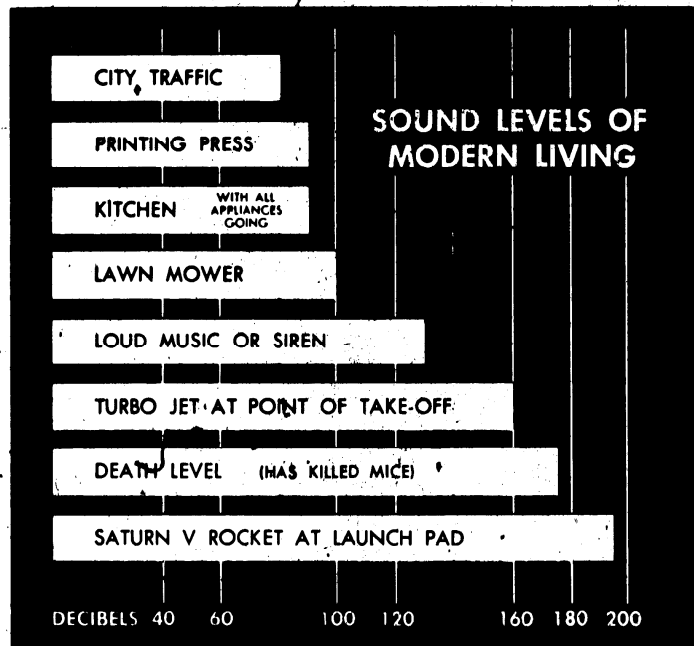 CITY TRAFFIC
SOUND LEVELS OF
MODERN LIVING
PRINTING PRESS
KITCHEN WITH ALL
APPLIANCES
GOING
LAWN MOWER
LOUD MUSIC OR SIREN
TURBO JET AT POINT OF TAKE-OFF
DEATH LEVEL (HAS KILLED MICE)
SATURN V ROCKET AT LAUNCH PAD
DECIBELS 40 60 100 120 160 180 200